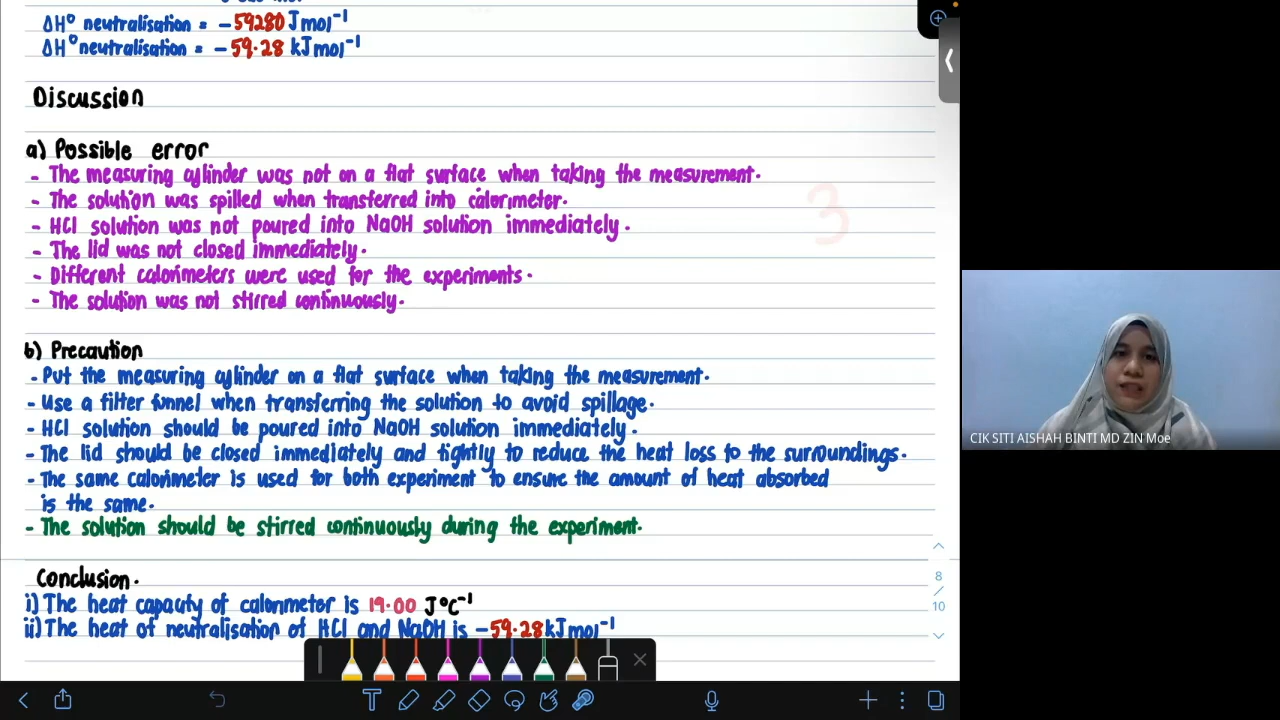 ΔH° neutralisation = -59280 Jmol⁻¹
ΔH° neutralisation = -59.28 kJmol⁻¹
Discussion
a) Possible error
- The measuring cylinder was not on a flat surface when taking the measurement.
- The solution was spilled when transferred into calorimeter.
- HCl solution was not poured into NaOH solution immediately.
- The lid was not closed immediately.
- Different calorimeters were used for the experiments.
- The solution was not stirred continuously.
3
b) Precaution
- Put the measuring cylinder on a flat surface when taking the measurement.
- Use a filter funnel when transferring the solution to avoid spillage.
- HCl solution should be poured into NaOH solution immediately.
- The lid should be closed immediately and tightly to reduce the heat loss to the surroundings.
- The same calorimeter is used for both experiment to ensure the amount of heat absorbed
is the same.
- The solution should be stirred continuously during the experiment.
Conclusion.
i) The heat capacity of calorimeter is 19.00 J°C⁻¹
ii) The heat of neutralisation of HCl and NaOH is -59.28 kJmol⁻¹
8
/
10
T
CIK SITI AISHAH BINTI MD ZIN Moe